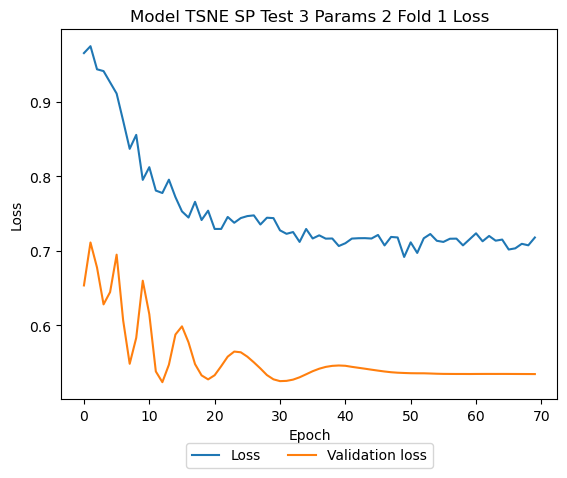 Model TSNE SP Test 3 Params 2 Fold 1 Loss
Loss
0.9
0.8
0.7
0.6
0 10 20 30 40 50 60 70
Epoch
Loss Validation loss